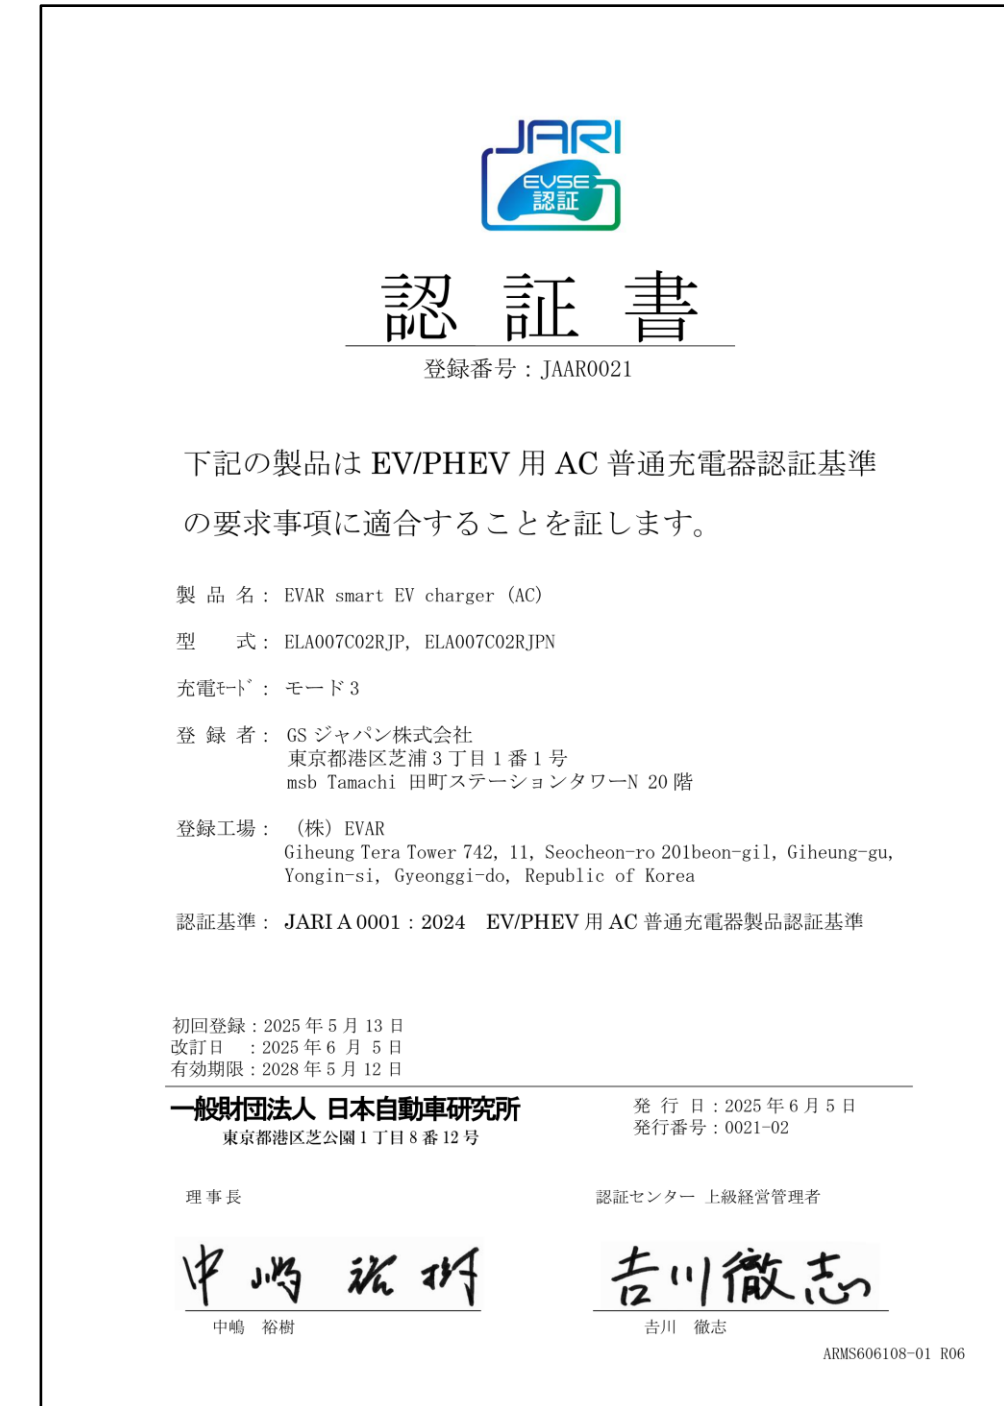 JARI
EVSE
認証
認証書
登録番号：JAAR0021
下記の製品は EV/PHEV 用 AC 普通充電器認証基準
の要求事項に適合することを証します。
製 品 名： EVAR smart EV charger (AC)
型　　式： ELA007C02RJP, ELA007C02RJPN
充電ﾓｰﾄﾞ： モード 3
登 録 者： GS ジャパン株式会社
東京都港区芝浦 3 丁目 1 番 1 号
msb Tamachi 田町ステーションタワーN 20 階
登録工場： （株）EVAR
Giheung Tera Tower 742, 11, Seocheon-ro 201beon-gil, Giheung-gu,
Yongin-si, Gyeonggi-do, Republic of Korea
認証基準： JARI A 0001：2024　EV/PHEV 用 AC 普通充電器製品認証基準
初回登録：2025 年 5 月 13 日
改訂日　：2025 年 6 月 5 日
有効期限：2028 年 5 月 12 日
一般財団法人 日本自動車研究所
東京都港区芝公園 1 丁目 8 番 12 号
発 行 日：2025 年 6 月 5 日
発行番号：0021-02
理事長
認証センター 上級経営管理者
中嶋 裕樹
吉川徹志
中嶋　裕樹
吉川　徹志
ARMS606108-01 R06